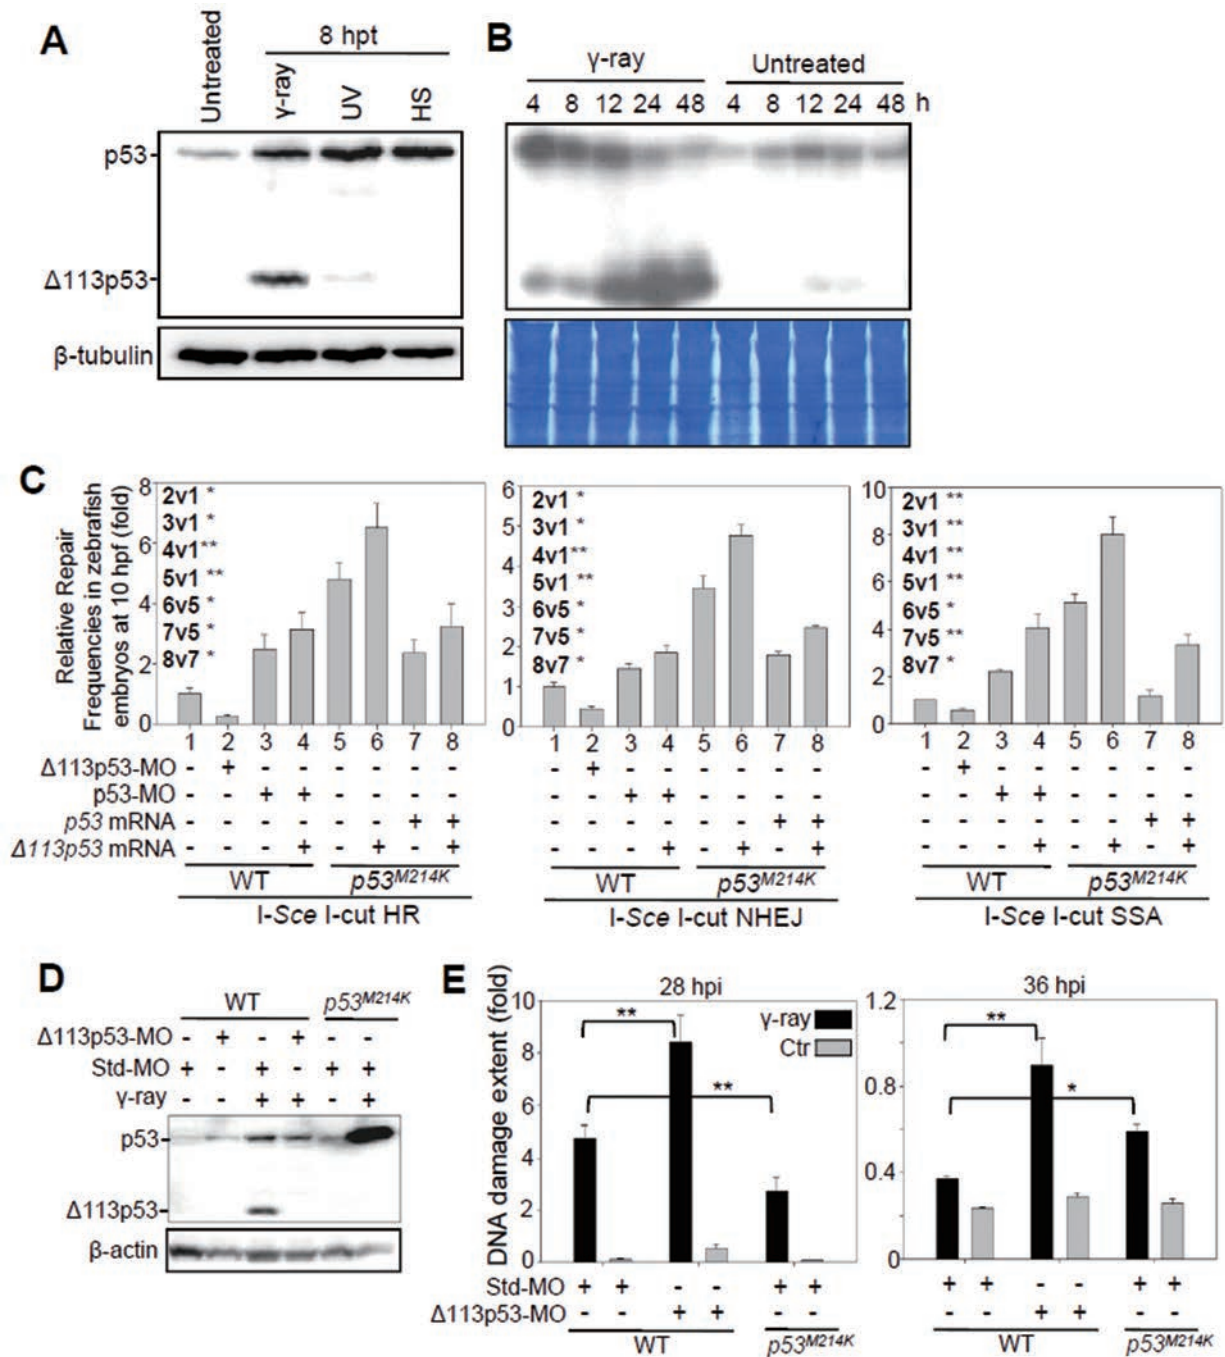 A
8 hpt
Untreated
γ-ray
UV
HS
p53
Δ113p53
β-tubulin
B
γ-ray Untreated
4 8 12 24 48 4 8 12 24 48 h
C
Relative Repair
Frequencies in zebrafish
embryos at 10 hpf (fold)
8
6
4
2
0
2v1 *
3v1 *
4v1 **
5v1 **
6v5 *
7v5 *
8v7 *
1 2 3 4 5 6 7 8
6
5
4
3
2
1
0
2v1 *
3v1 *
4v1 **
5v1 **
6v5 *
7v5 *
8v7 *
1 2 3 4 5 6 7 8
10
8
6
4
2
0
2v1 **
3v1 **
4v1 **
5v1 **
6v5 *
7v5 **
8v7 *
1 2 3 4 5 6 7 8
Δ113p53-MO - + - - - - - - - + - - - - - - - + - - - - - -
p53-MO - - + + - - - - - - + + - - - - - - + + - - - -
p53 mRNA - - - - - - + + - - - - - - + + - - - - - - + +
Δ113p53 mRNA - - - + - + - + - - - + - + - + - - - + - + - +
WT p53M214K WT p53M214K WT p53M214K
I-Sce I-cut HR I-Sce I-cut NHEJ I-Sce I-cut SSA
D
WT p53M214K
Δ113p53-MO - + - + - -
Std-MO + - + - + +
γ-ray - - + + - +
p53
Δ113p53
β-actin
E
DNA damage extent (fold)
28 hpi
10
8
6
4
2
0
**
**
γ-ray
Ctr
36 hpi
1.2
0.8
0.4
0
**
*
Std-MO + + - - + + + + - - + +
Δ113p53-MO - - + + - - - - + + - -
WT p53M214K WT p53M214K